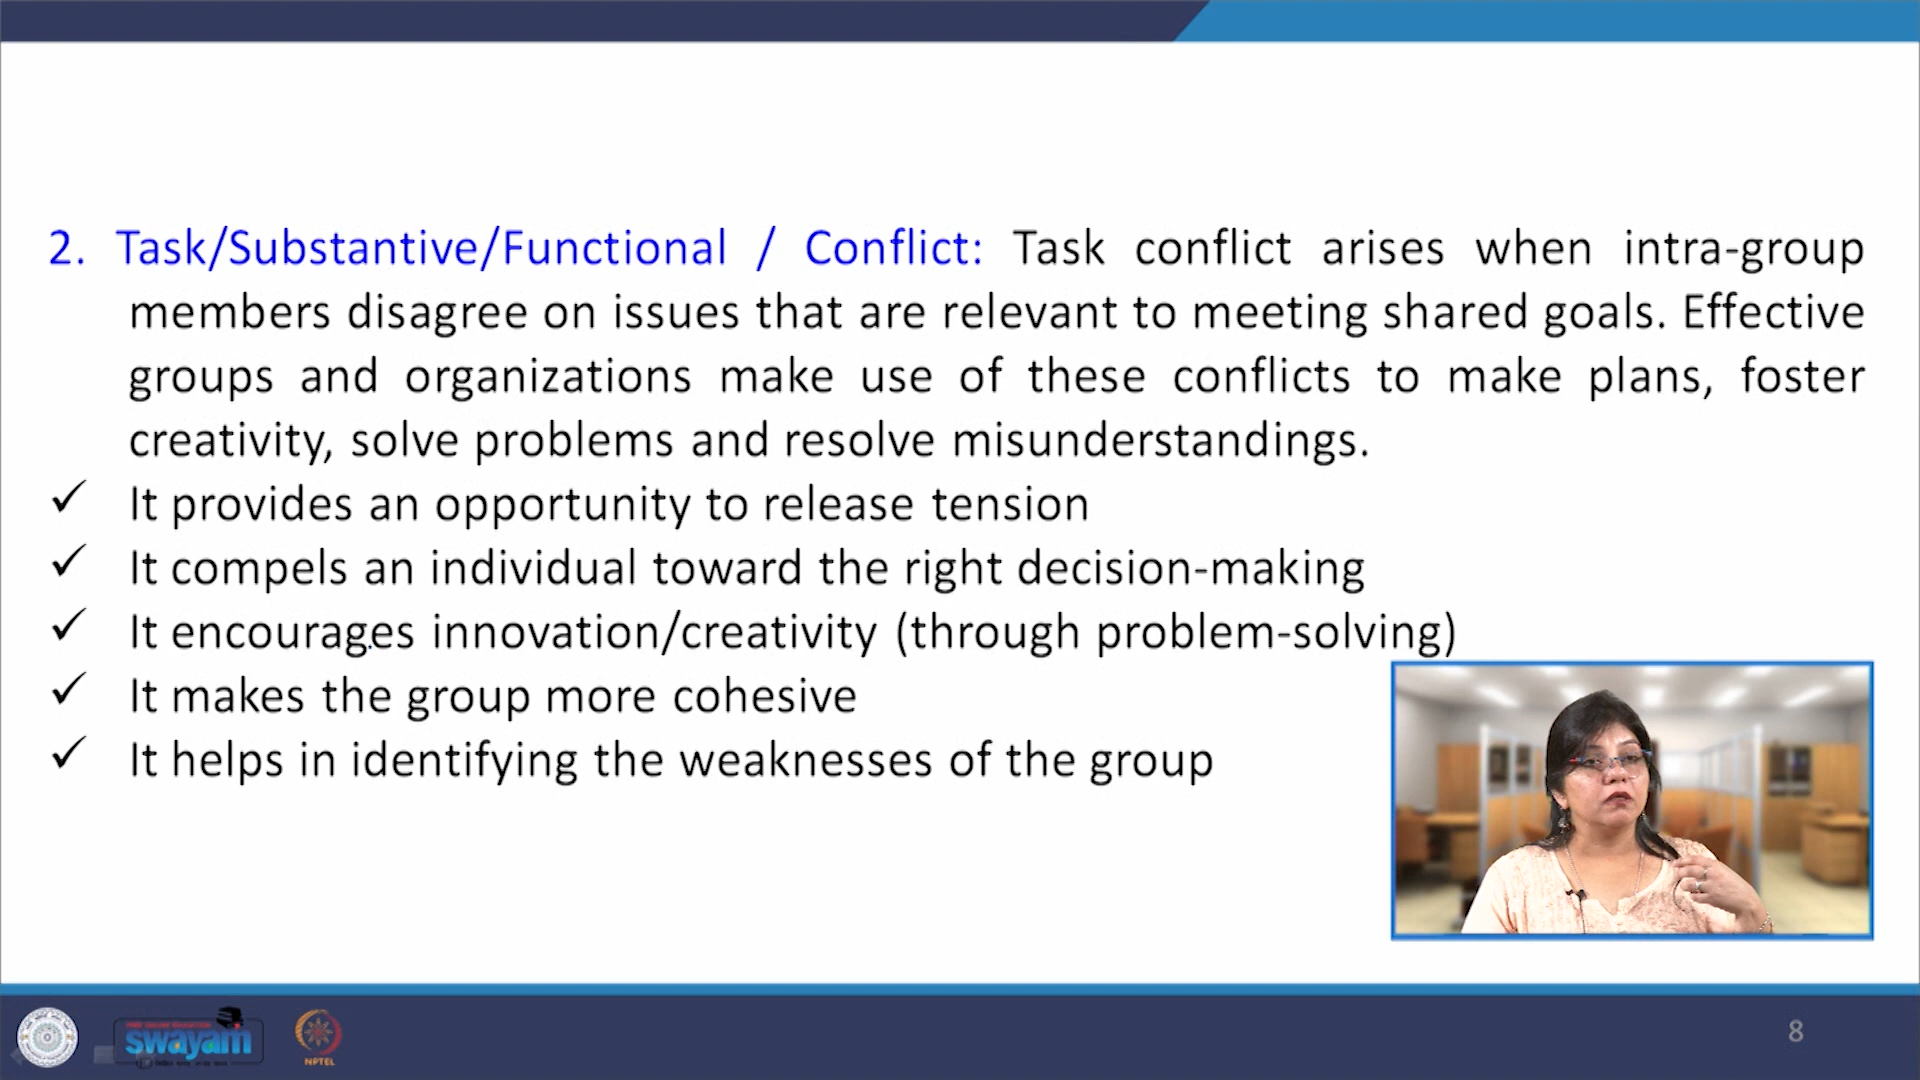 2. Task/Substantive/Functional / Conflict: Task conflict arises when intra-group
members disagree on issues that are relevant to meeting shared goals. Effective
groups and organizations make use of these conflicts to make plans, foster
creativity, solve problems and resolve misunderstandings.
✓ It provides an opportunity to release tension
✓ It compels an individual toward the right decision-making
✓ It encourages innovation/creativity (through problem-solving)
✓ It makes the group more cohesive
✓ It helps in identifying the weaknesses of the group
swayam
NPTEL
8